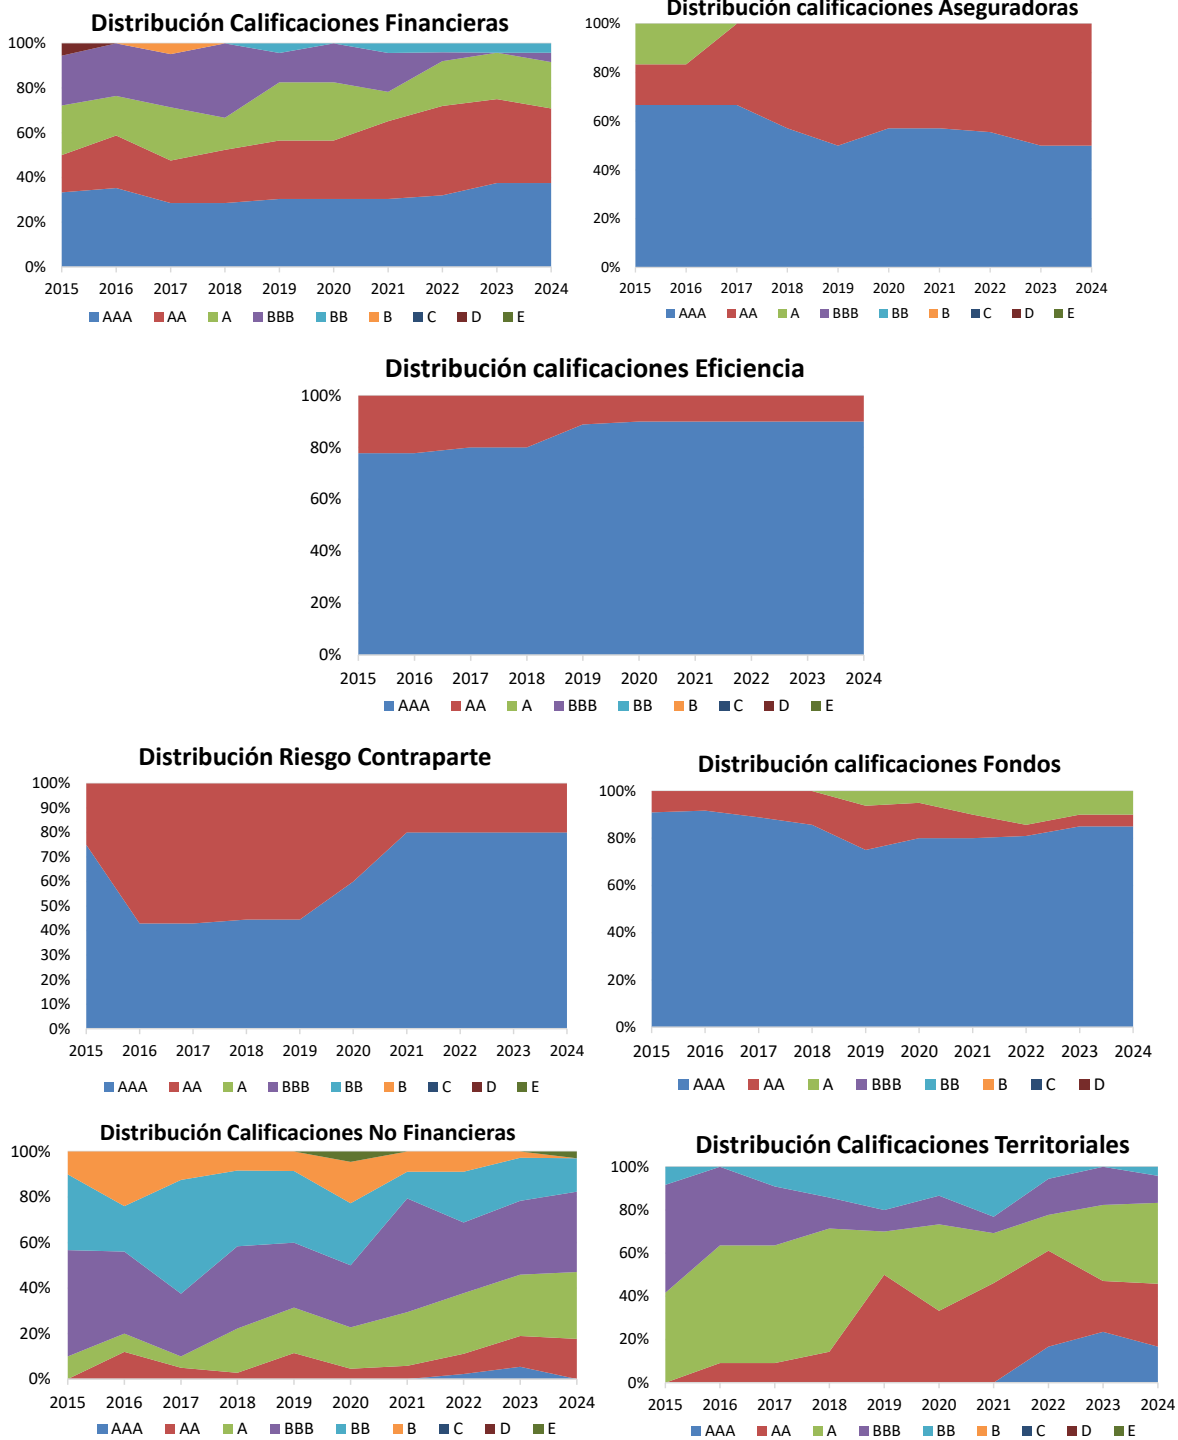 Distribución Calificaciones Financieras
100%
80%
60%
40%
20%
0%
2015 2016 2017 2018 2019 2020 2021 2022 2023 2024
AAA AA A BBB BB B C D E
Distribución calificaciones Aseguradoras
100%
80%
60%
40%
20%
0%
2015 2016 2017 2018 2019 2020 2021 2022 2023 2024
AAA AA A BBB BB B C D E
Distribución calificaciones Eficiencia
100%
80%
60%
40%
20%
0%
2015 2016 2017 2018 2019 2020 2021 2022 2023 2024
AAA AA A BBB BB B C D E
Distribución Riesgo Contraparte
100%
90%
80%
70%
60%
50%
40%
30%
20%
10%
0%
2015 2016 2017 2018 2019 2020 2021 2022 2023 2024
AAA AA A BBB BB B C D E
Distribución calificaciones Fondos
100%
80%
60%
40%
20%
0%
2015 2016 2017 2018 2019 2020 2021 2022 2023 2024
AAA AA A BBB BB B C D
Distribución Calificaciones No Financieras
100%
80%
60%
40%
20%
0%
2015 2016 2017 2018 2019 2020 2021 2022 2023 2024
AAA AA A BBB BB B C D E
Distribución Calificaciones Territoriales
100%
80%
60%
40%
20%
0%
2015 2016 2017 2018 2019 2020 2021 2022 2023 2024
AAA AA A BBB BB B C D E